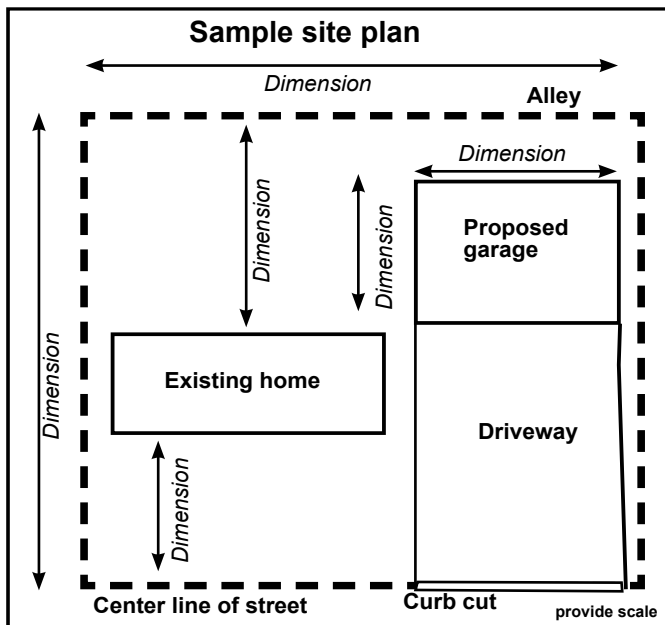 Sample site plan
Dimension
Alley
Dimension
Dimension
Dimension
Proposed
garage
Existing home
Dimension
Driveway
Dimension
Center line of street
Curb cut
provide scale